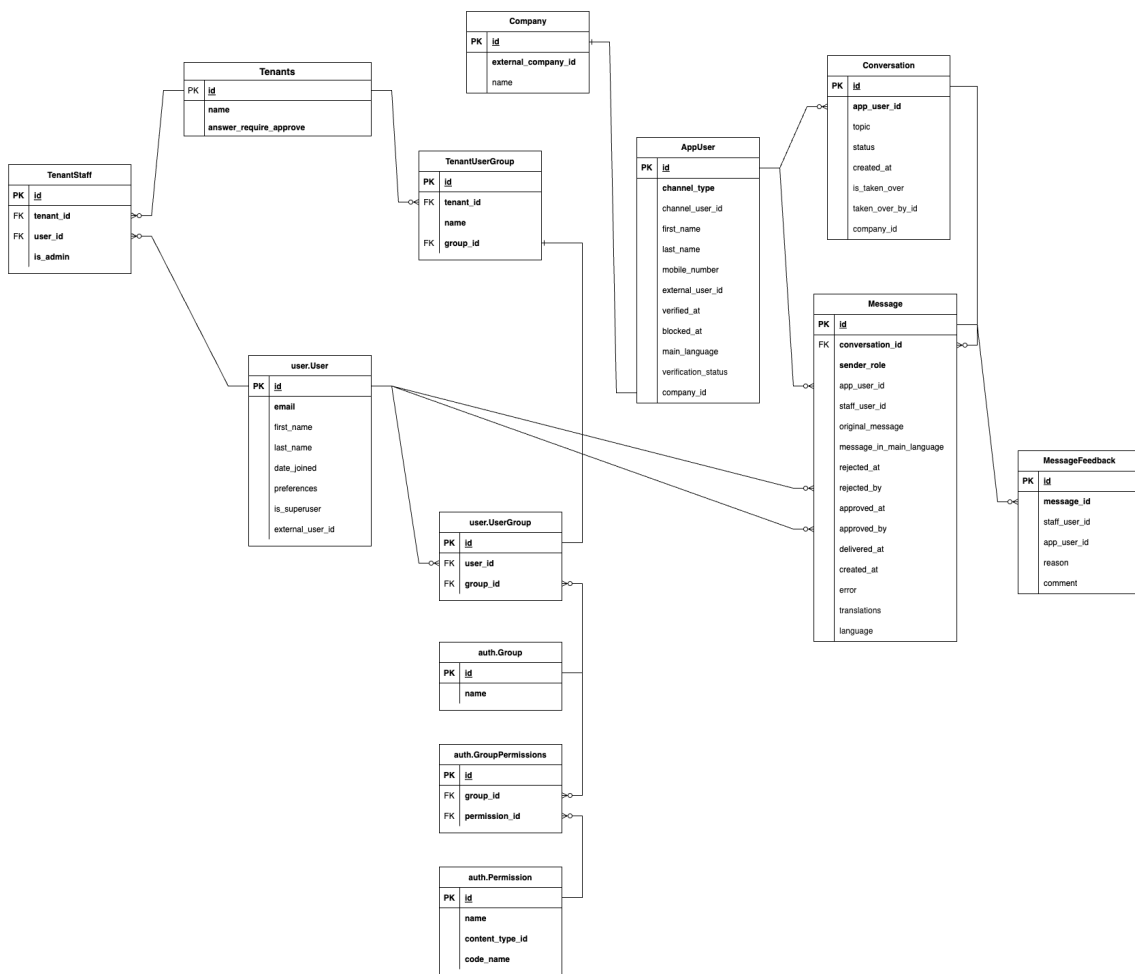 Company
PK id
external_company_id
name
Tenants
PK id
name
answer_require_approve
Conversation
PK id
app_user_id
topic
status
created_at
is_taken_over
taken_over_by_id
company_id
TenantStaff
PK id
FK tenant_id
FK user_id
is_admin
TenantUserGroup
PK id
FK tenant_id
name
FK group_id
AppUser
PK id
channel_type
channel_user_id
first_name
last_name
mobile_number
external_user_id
verified_at
blocked_at
main_language
verification_status
company_id
Message
PK id
FK conversation_id
sender_role
app_user_id
staff_user_id
original_message
message_in_main_language
rejected_at
rejected_by
approved_at
approved_by
delivered_at
created_at
error
translations
language
user.User
PK id
email
first_name
last_name
date_joined
preferences
is_superuser
external_user_id
MessageFeedback
PK id
message_id
staff_user_id
app_user_id
reason
comment
user.UserGroup
PK id
FK user_id
FK group_id
auth.Group
PK id
name
auth.GroupPermissions
PK id
FK group_id
FK permission_id
auth.Permission
PK id
name
content_type_id
code_name